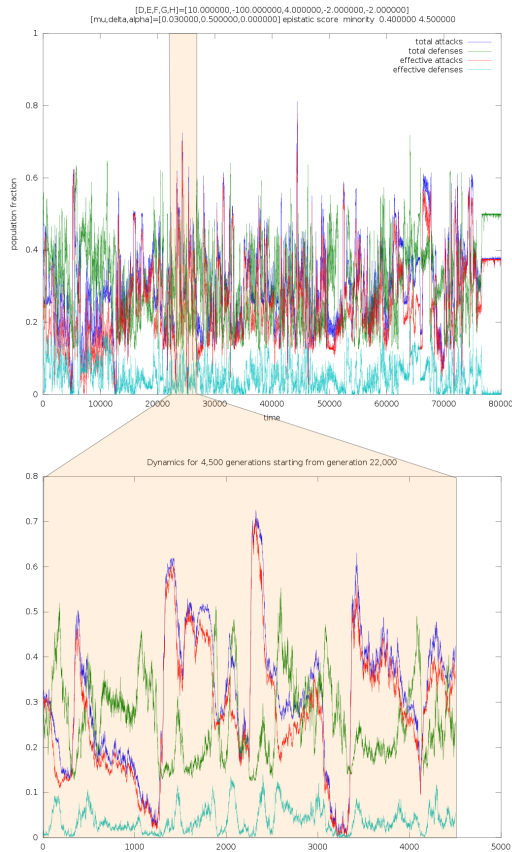 [D,E,F,G,H]=[10.000000,-100.000000,4.000000,-2.000000,-2.000000]
[mu,delta,alpha]=[0.030000,0.500000,0.000000] epistatic score minority 0.400000 4.500000
total attacks
total defenses
effective attacks
effective defenses
1
0.8
0.6
0.4
0.2
0
population fraction
0 10000 20000 30000 40000 50000 60000 70000 80000
time
Dynamics for 4,500 generations starting from generation 22,000
0.8
0.7
0.6
0.5
0.4
0.3
0.2
0.1
0
0 1000 2000 3000 4000 5000